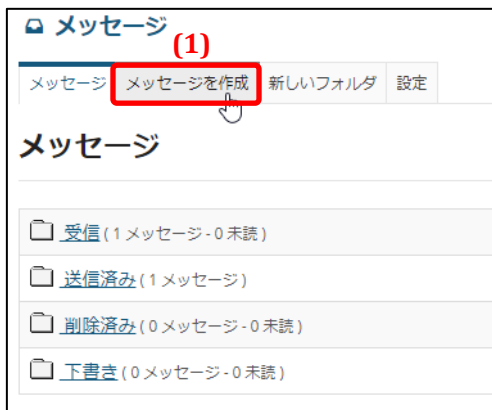 メッセージ
(1)
メッセージ メッセージを作成 新しいフォルダ 設定
メッセージ
受信 ( 1 メッセージ - 0 未読 )
送信済み ( 1 メッセージ )
削除済み ( 0 メッセージ - 0 未読 )
下書き ( 0 メッセージ - 0 未読 )